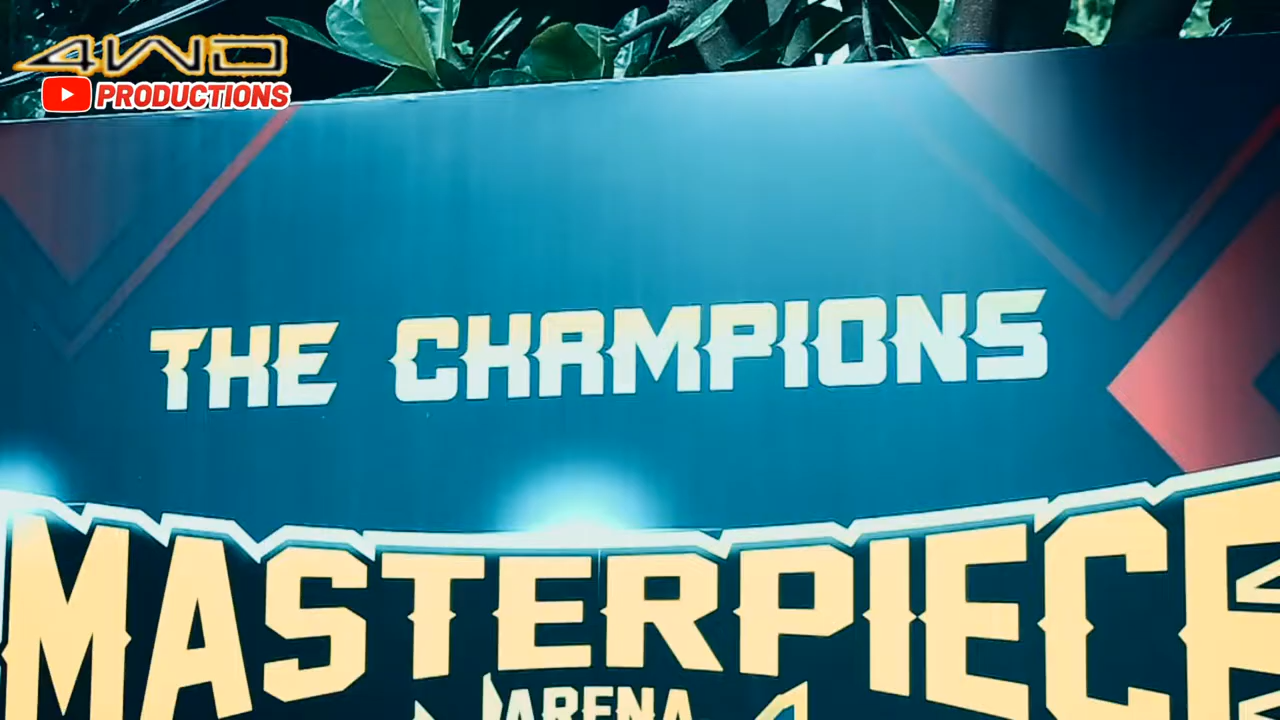 4WD
PRODUCTIONS
THE CHAMPIONS
MASTERPIECE
ARENA